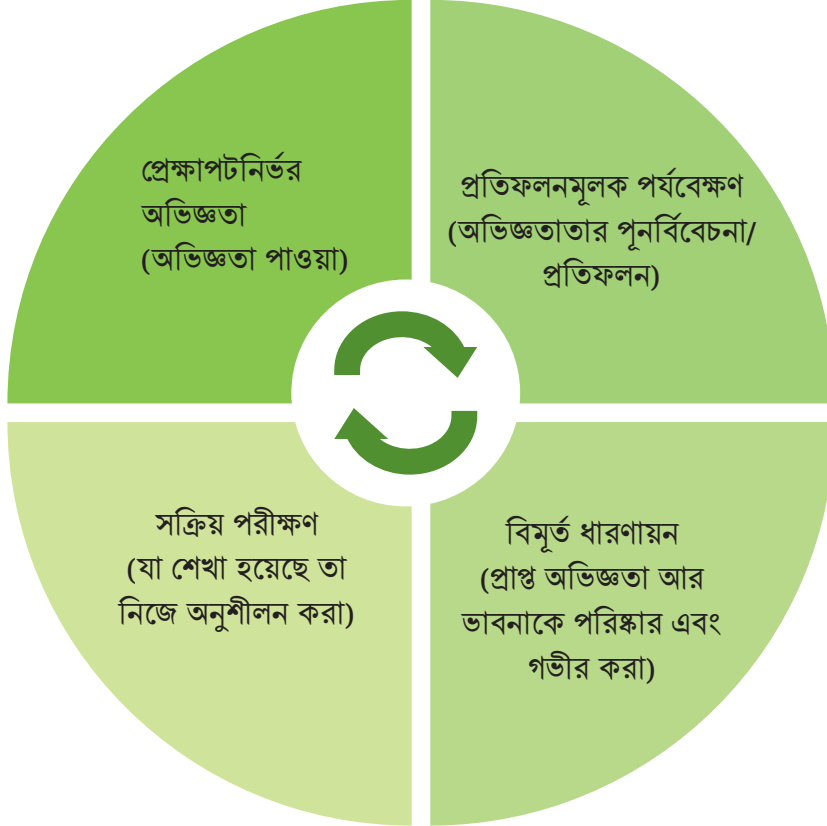 প্রেক্ষাপটনির্ভর
অভিজ্ঞতা
(অভিজ্ঞতা পাওয়া)
প্রতিফলনমূলক পর্যবেক্ষণ
(অভিজ্ঞতাতার পূনর্বিবেচনা/
প্রতিফলন)
বিমূর্ত ধারণায়ন
(প্রাপ্ত অভিজ্ঞতা আর
ভাবনাকে পরিষ্কার এবং
গভীর করা)
সক্রিয় পরীক্ষণ
(যা শেখা হয়েছে তা
নিজে অনুশীলন করা)